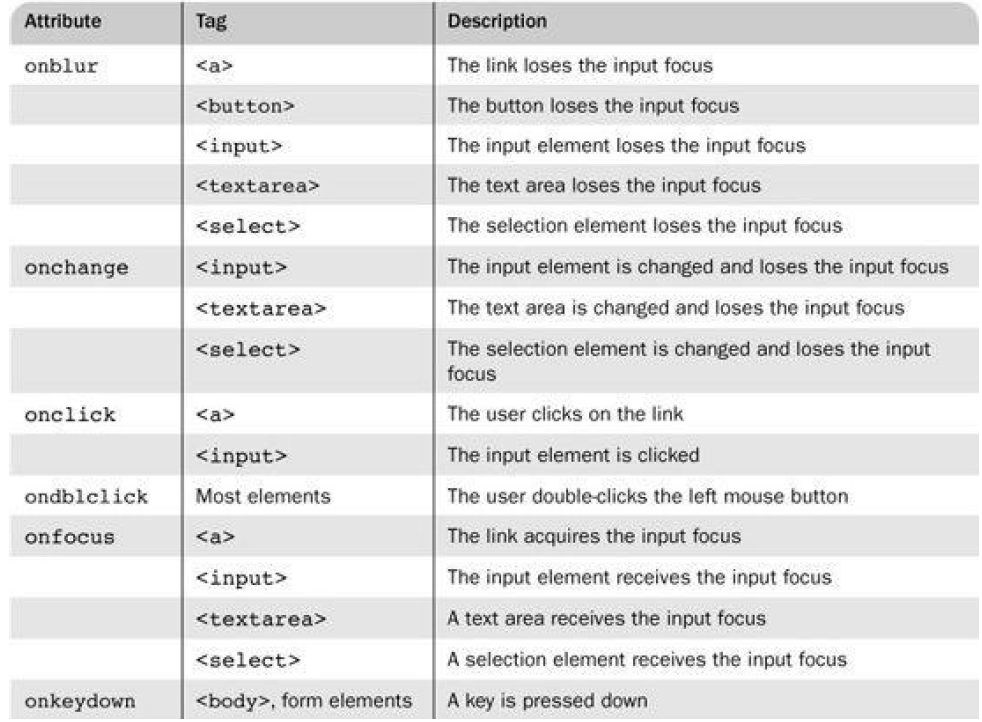 Attribute Tag Description
onblur <a> The link loses the input focus
<button> The button loses the input focus
<input> The input element loses the input focus
<textarea> The text area loses the input focus
<select> The selection element loses the input focus
onchange <input> The input element is changed and loses the input focus
<textarea> The text area is changed and loses the input focus
<select> The selection element is changed and loses the input
focus
onclick <a> The user clicks on the link
<input> The input element is clicked
ondblclick Most elements The user double-clicks the left mouse button
onfocus <a> The link acquires the input focus
<input> The input element receives the input focus
<textarea> A text area receives the input focus
<select> A selection element receives the input focus
onkeydown <body>, form elements A key is pressed down